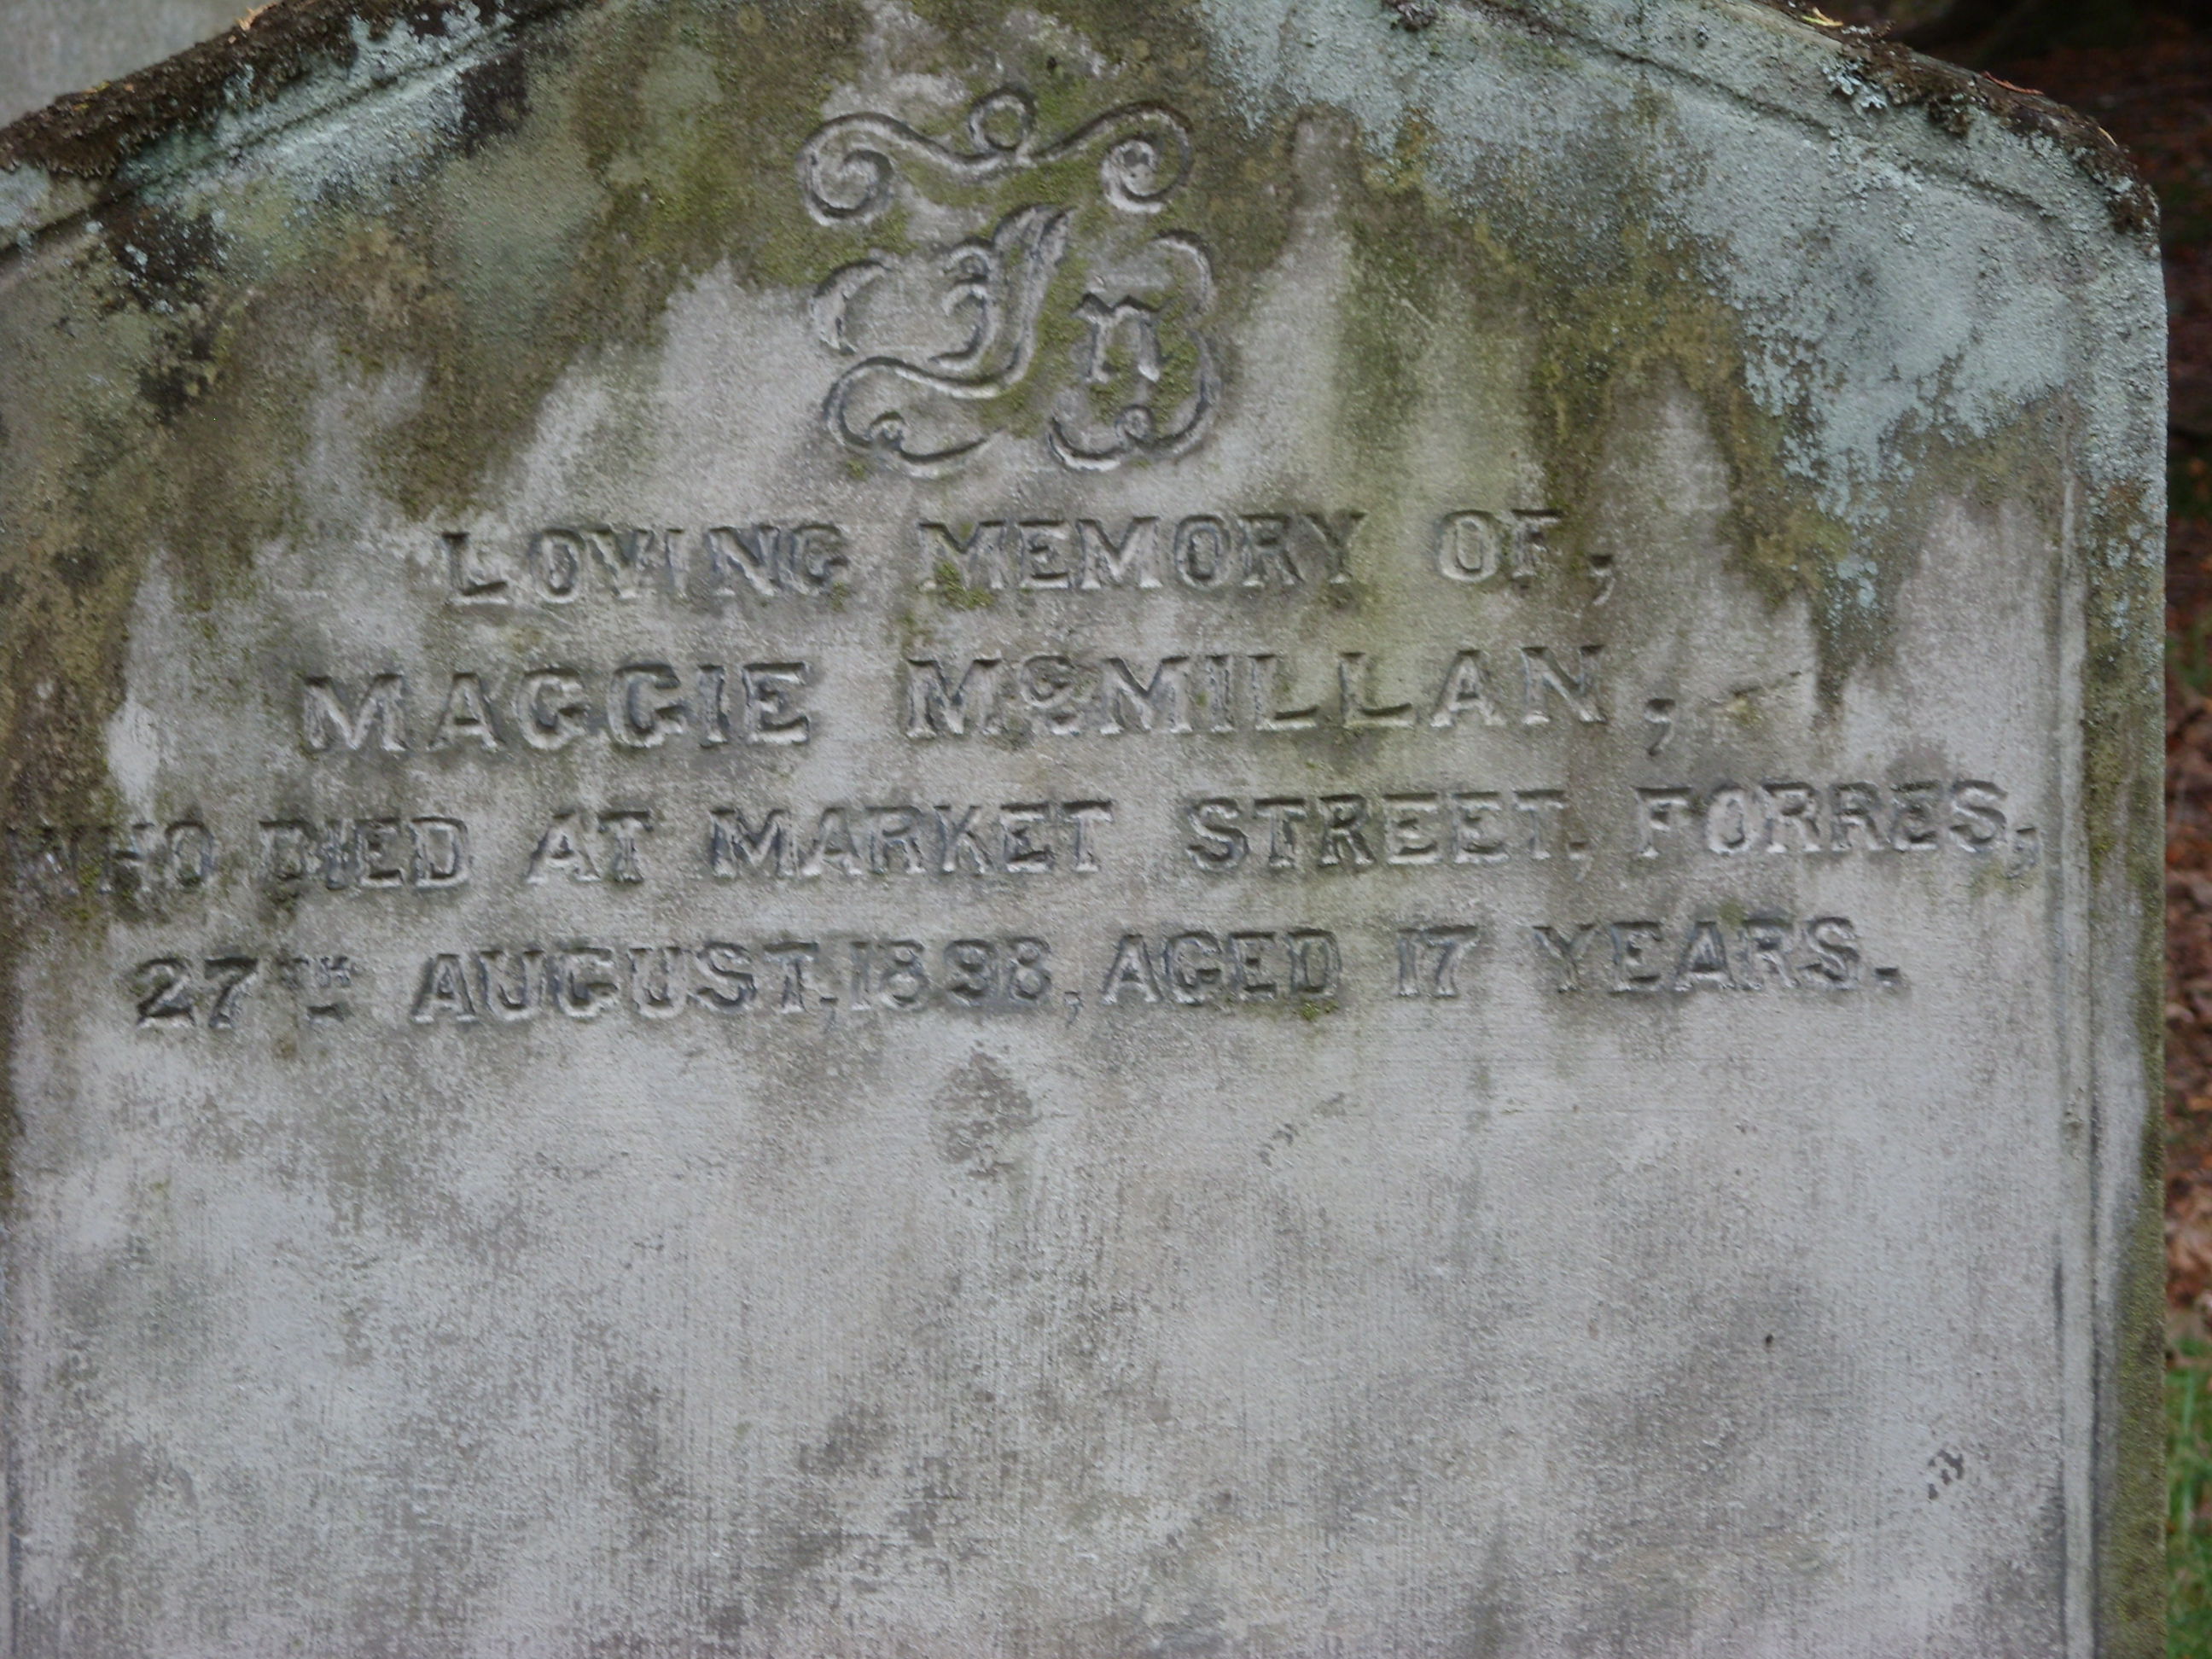 In
LOVING MEMORY OF,
MAGGIE McMILLAN,
WHO DIED AT MARKET STREET, FORRES,
27TH AUGUST, 1898, AGED 17 YEARS.